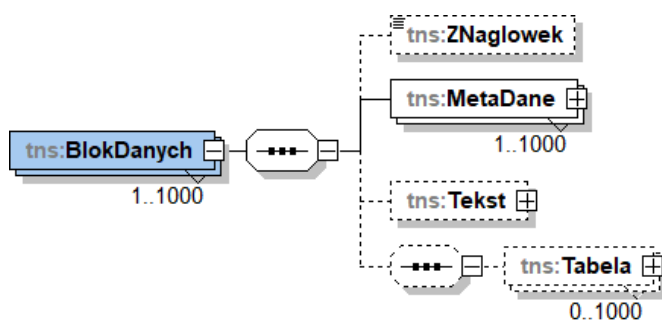 tns:ZNaglowek
tns:MetaDane
1..1000
tns:BlokDanych
1..1000
tns:Tekst
tns:Tabela
0..1000